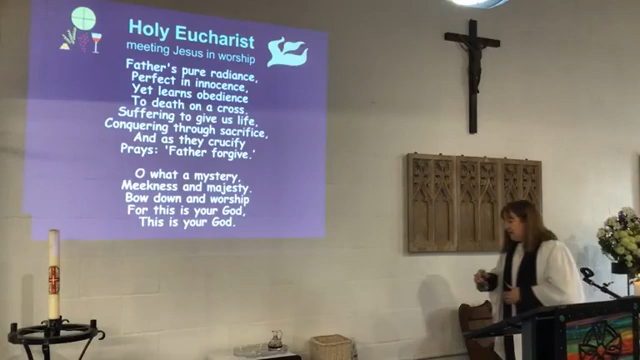 Holy Eucharist
meeting Jesus in worship
Father's pure radiance,
Perfect in innocence,
Yet learns obedience
To death on a cross.
Suffering to give us life,
Conquering through sacrifice,
And as they crucify
Prays: 'Father forgive.'
O what a mystery,
Meekness and majesty.
Bow down and worship
For this is your God,
This is your God.